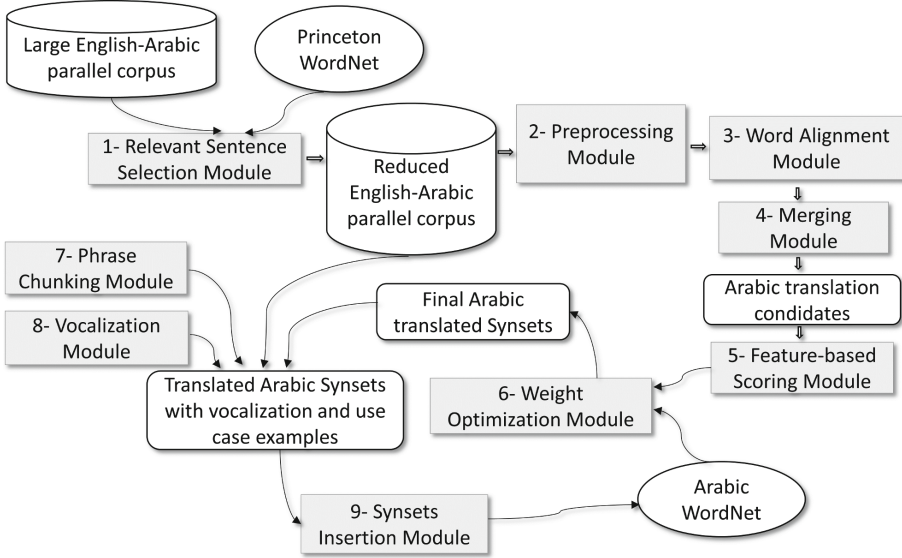 Large English-Arabic
parallel corpus
Princeton
WordNet
1- Relevant Sentence
Selection Module
Reduced
English-Arabic
parallel corpus
2- Preprocessing
Module
3- Word Alignment
Module
4- Merging
Module
Arabic translation
candidates
5- Feature-based
Scoring Module
6- Weight
Optimization Module
Final Arabic
translated Synsets
7- Phrase
Chunking Module
8- Vocalization
Module
Translated Arabic Synsets
with vocalization and use
case examples
9- Synsets
Insertion Module
Arabic
WordNet